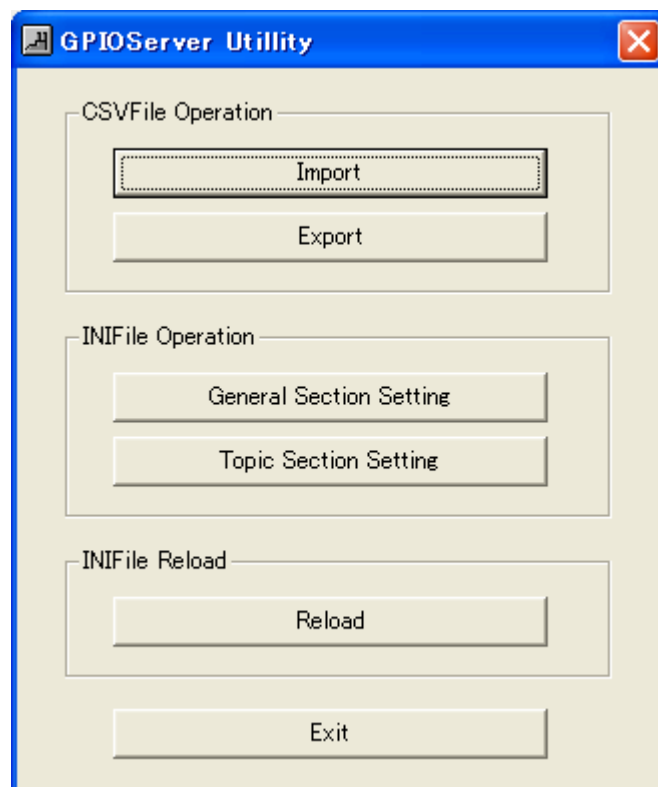 GPIOServer Utillity
CSVFile Operation
Import
Export
INIFile Operation
General Section Setting
Topic Section Setting
INIFile Reload
Reload
Exit